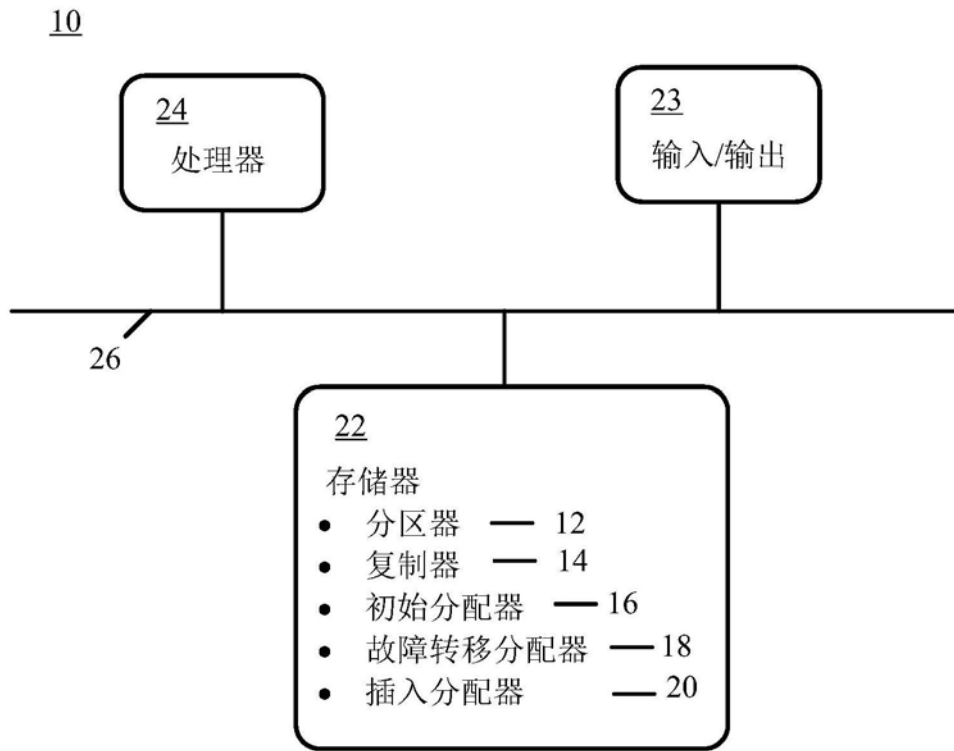 10
24
处理器
23
输入/输出
26
22
存储器
• 分区器 12
• 复制器 14
• 初始分配器 16
• 故障转移分配器 18
• 插入分配器 20